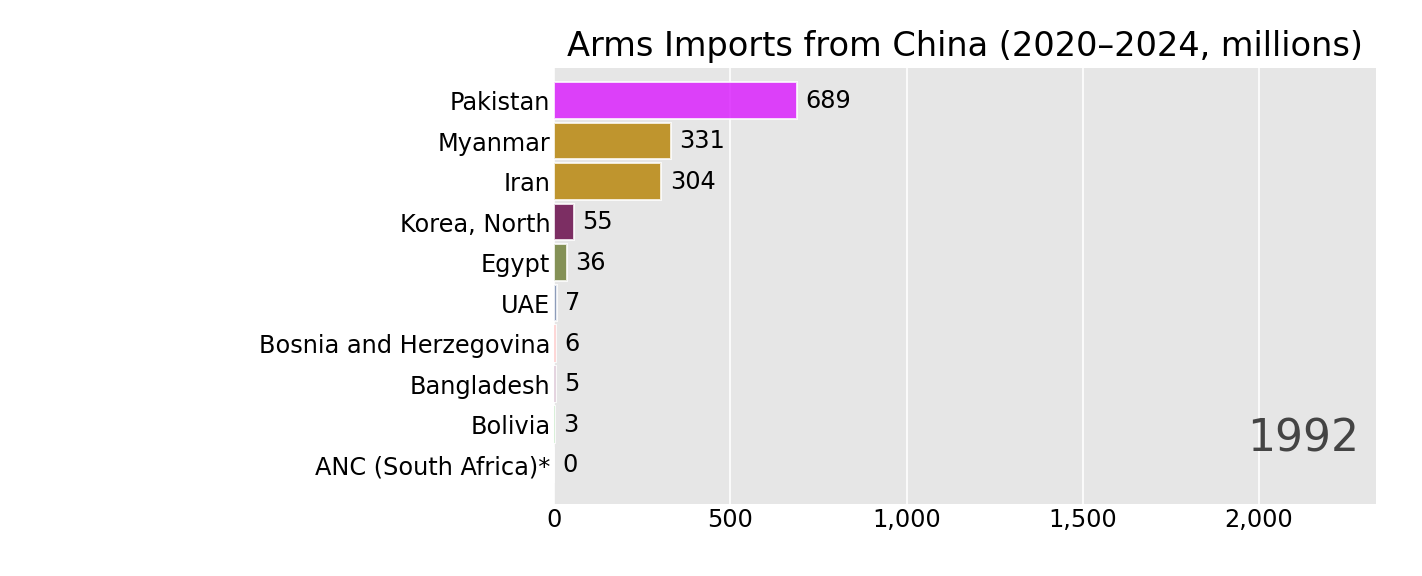 Arms Imports from China (2020–2024, millions)
Pakistan 689
Myanmar 331
Iran 304
Korea, North 55
Egypt 36
UAE 7
Bosnia and Herzegovina 6
Bangladesh 5
Bolivia 3
ANC (South Africa)* 0
1992
0 500 1,000 1,500 2,000